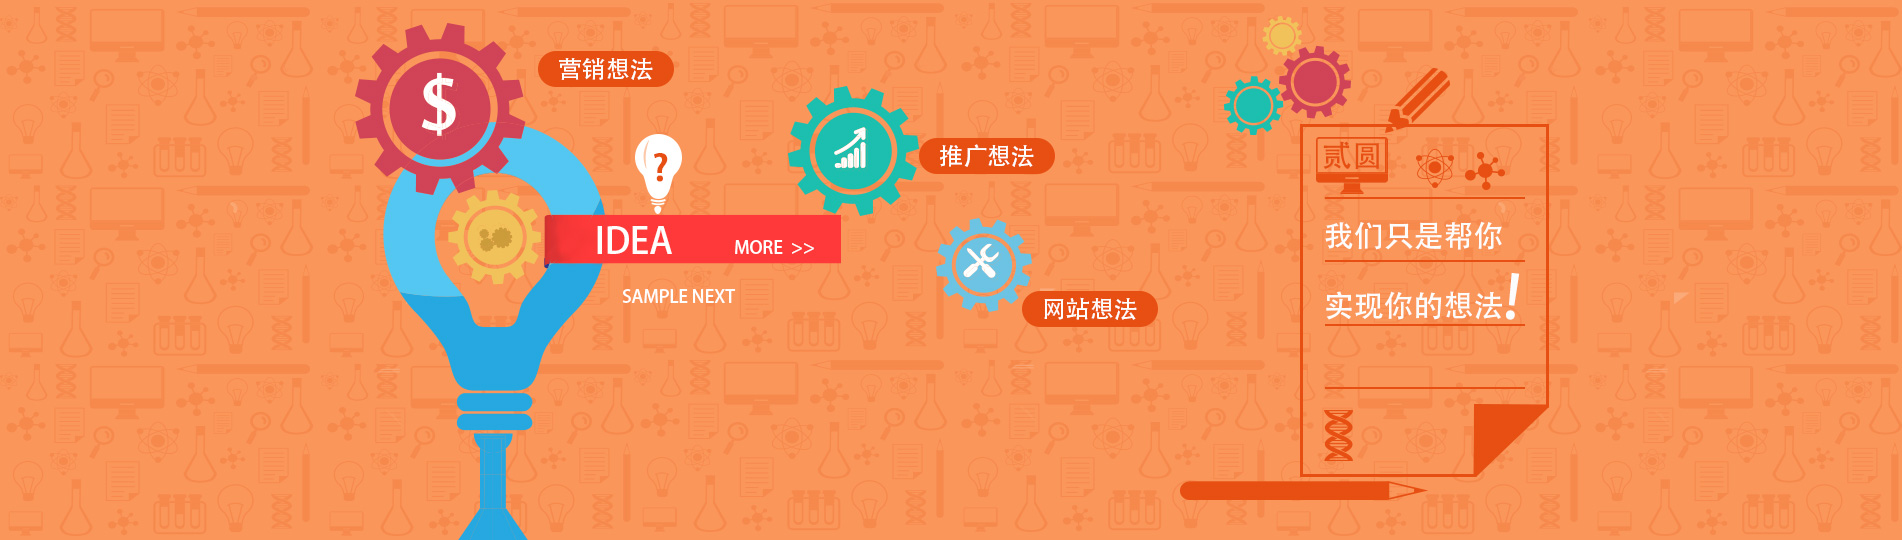 $
营销想法
?
推广想法
IDEA
MORE >>
SAMPLE NEXT
网站想法
贰圆
我们只是帮你
实现你的想法!